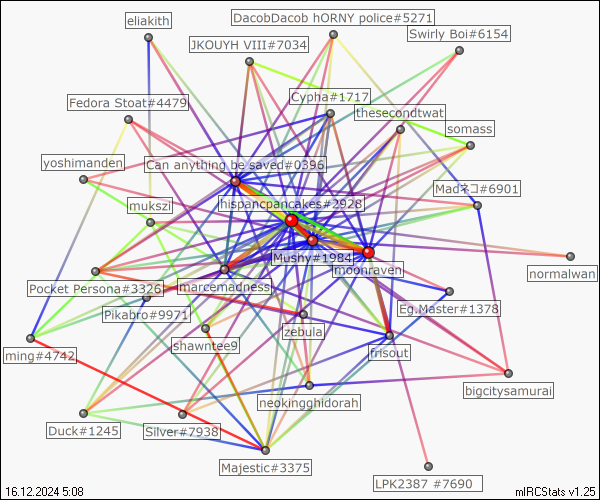 DacobDacob hORNY police#5271
eliakith
Swirly Boi#6154
JKOUYH VIII#7034
Cypha#1717
Fedora Stoat#4479
thesecondtwat
somass
yoshimanden
Can anything be saved#0396
Madネコ#6901
mukszi
hispancpancakes#2928
Mushy#1984
moonraven
normalwan
Pocket Persona#3326
marcemadness
Pikabro#9971
Eg.Master#1378
zebula
shawntee9
frisout
ming#4742
bigcitysamurai
neokingghidorah
Duck#1245
Silver#7938
Majestic#3375
LPK2387 #7690
16.12.2024 5:08
mIRCStats v1.25